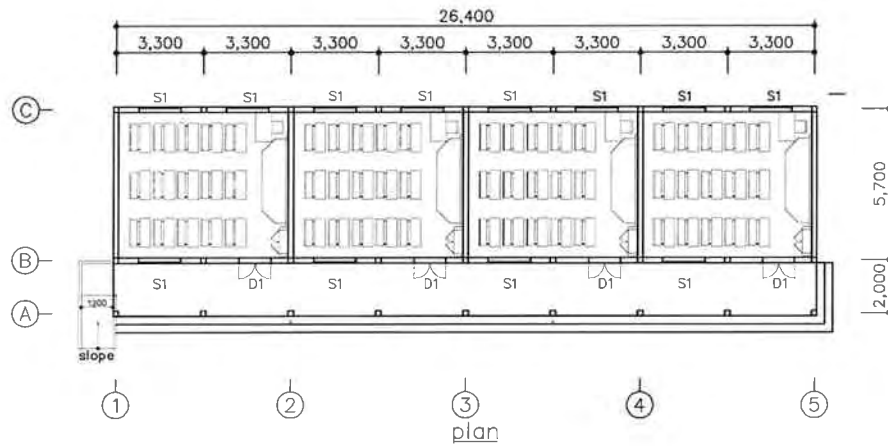 26,400
3,300 3,300 3,300 3,300 3,300 3,300 3,300 3,300
S1 S1 S1 S1 S1 S1 S1 S1
C
5,700
B
S1 D1 S1 D1 S1 D1 S1 D1
2,000
1200
A
slope
1 2 3 4 5
plan